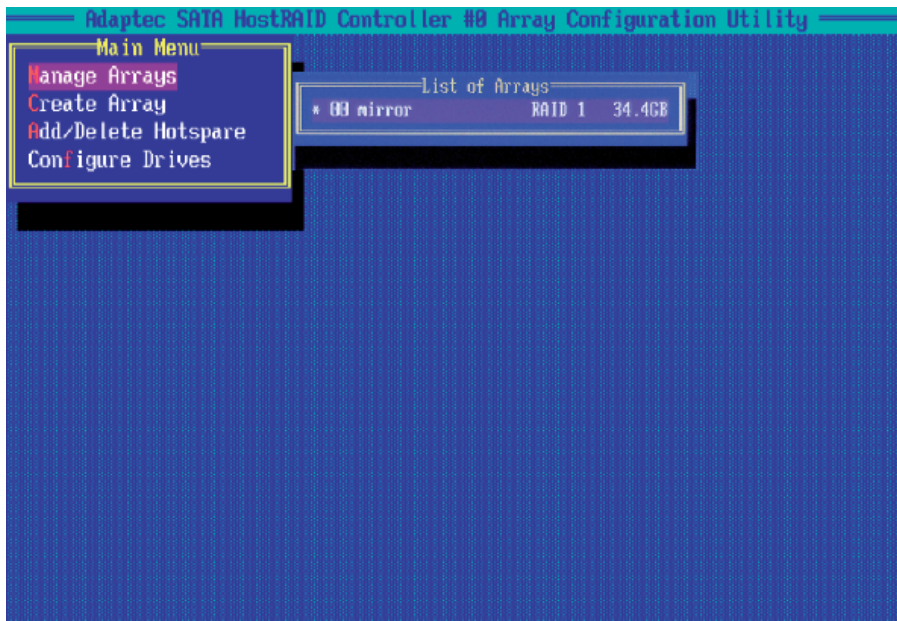 Adaptec SATA HostRAID Controller #0 Array Configuration Utility
Main Menu
Manage Arrays
Create Array
Add/Delete Hotspare
Configure Drives
List of Arrays
* 00 mirror RAID 1 34.4GB